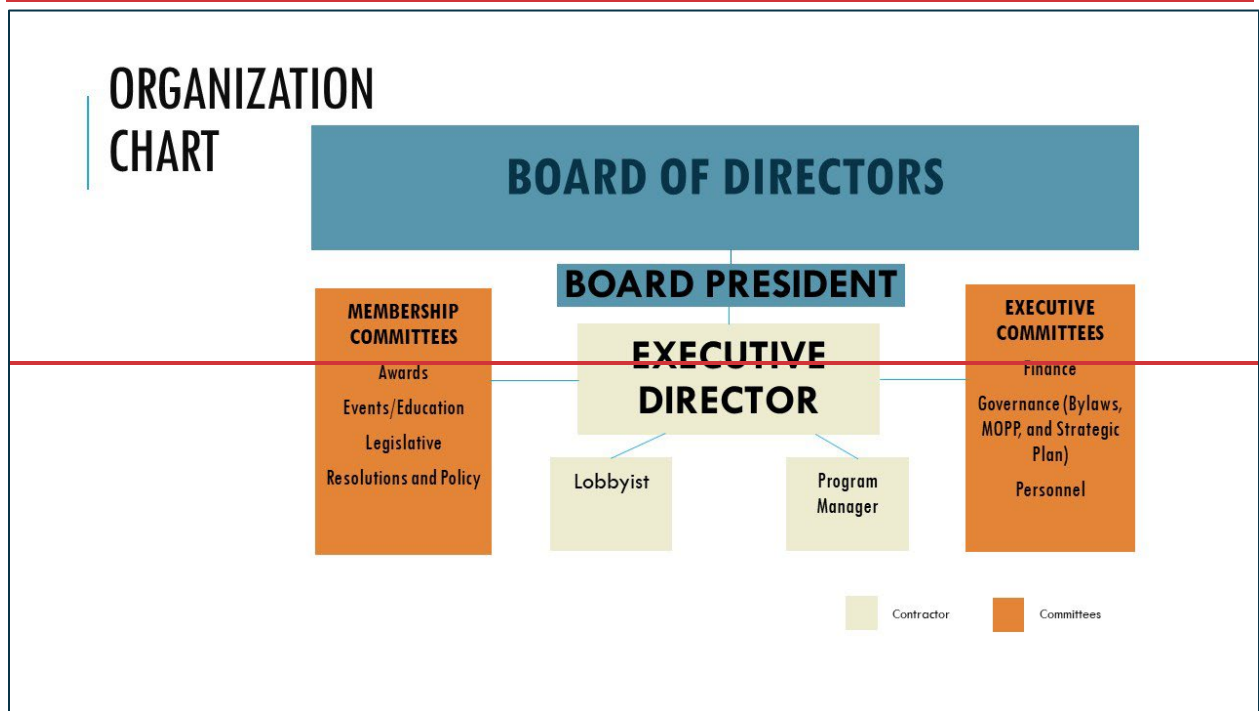 ORGANIZATION
CHART
BOARD OF DIRECTORS
BOARD PRESIDENT
MEMBERSHIP
COMMITTEES
Awards
Events/Education
Legislative
Resolutions and Policy
EXECUTIVE
DIRECTOR
EXECUTIVE
COMMITTEES
Finance
Governance (Bylaws,
MOPP, and Strategic
Plan)
Personnel
Lobbyist
Program
Manager
Contractor
Committees